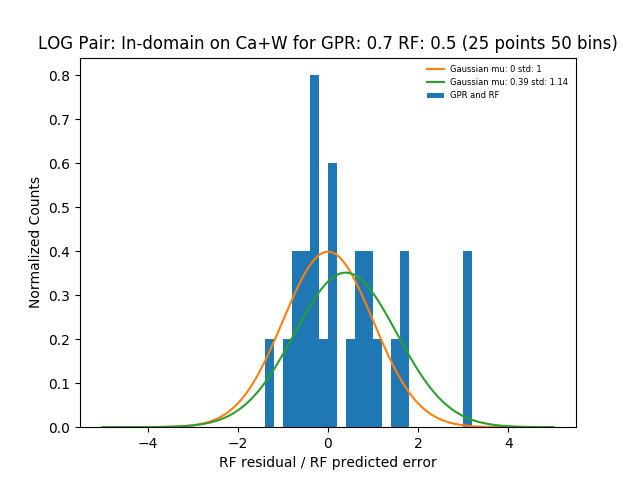 LOG Pair: In-domain on Ca+W for GPR: 0.7 RF: 0.5 (25 points 50 bins)
Gaussian mu: 0 std: 1
Gaussian mu: 0.39 std: 1.14
GPR and RF
Normalized Counts
0.8
0.7
0.6
0.5
0.4
0.3
0.2
0.1
0.0
−4 −2 0 2 4
RF residual / RF predicted error